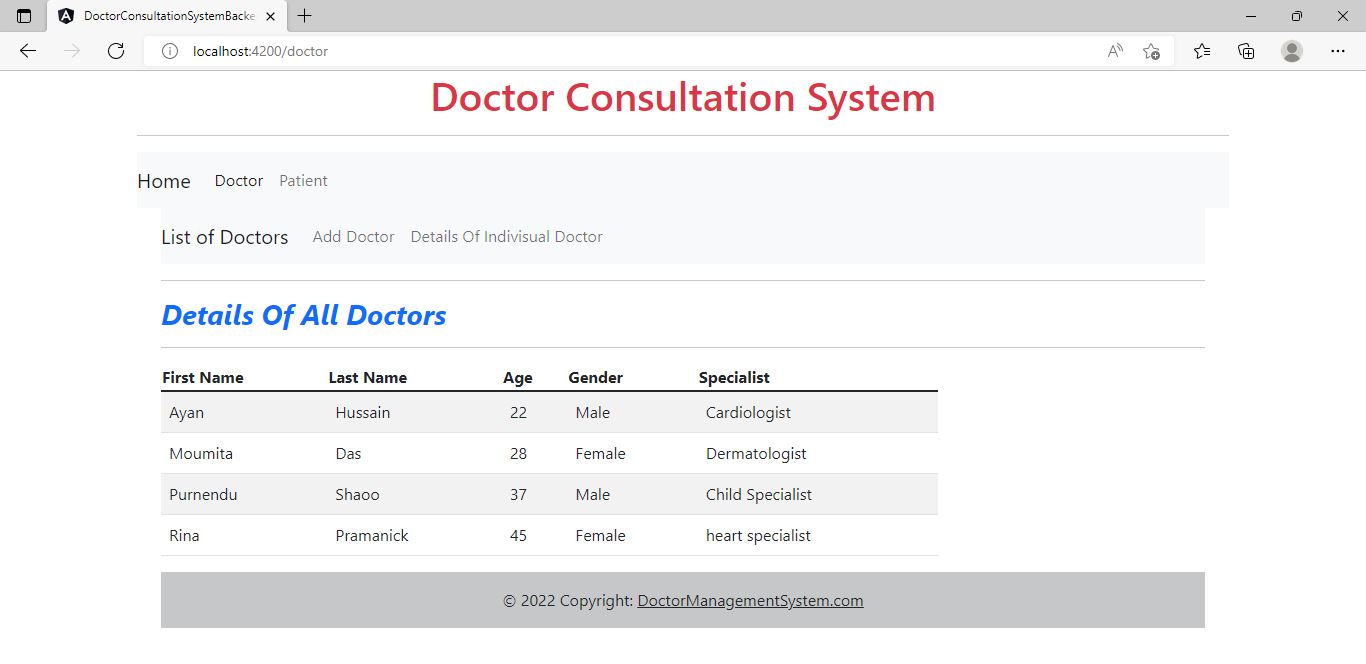 DoctorConsultationSystemBacke
localhost:4200/doctor
Doctor Consultation System
Home Doctor Patient
List of Doctors Add Doctor Details Of Indivisual Doctor
Details Of All Doctors
First Name Last Name Age Gender Specialist
Ayan Hussain 22 Male Cardiologist
Moumita Das 28 Female Dermatologist
Purnendu Shaoo 37 Male Child Specialist
Rina Pramanick 45 Female heart specialist
© 2022 Copyright: DoctorManagementSystem.com